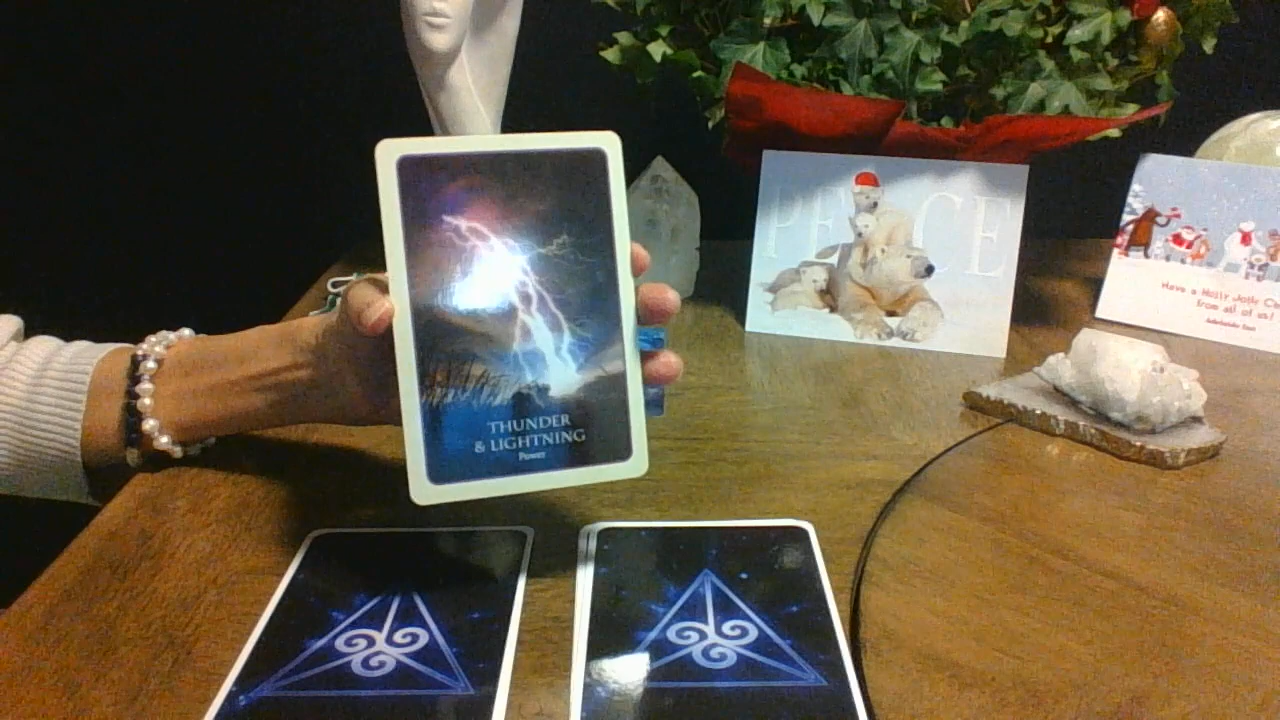 THUNDER
& LIGHTNING
Power
PEACE
Have a Holly Jolly
from all of us!